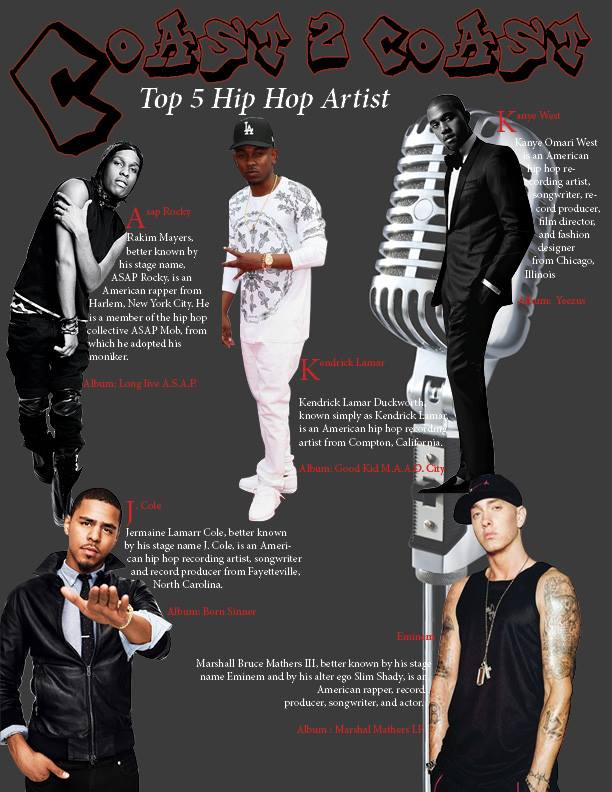 Coast 2 Coast
Top 5 Hip Hop Artist
Asap Rocky
Rakim Mayers,
better known by
his stage name,
ASAP Rocky, is an
American rapper from
Harlem, New York City. He
is a member of the hip hop
collective ASAP Mob, from
which he adopted his
moniker.
Album: Long live A.S.A.P.
LA
Kendrick Lamar
Kendrick Lamar Duckworth,
known simply as Kendrick Lamar,
is an American hip hop recording
artist from Compton, California.
Album: Good Kid M.A.A.D. City
Kanye West
Kanye Omari West
is an American
hip hop re-
cording artist,
songwriter, re-
cord producer,
film director,
and fashion
designer
from Chicago,
Illinois
Album: Yeezus
J. Cole
Jermaine Lamarr Cole, better known
by his stage name J. Cole, is an Ameri-
can hip hop recording artist, songwriter
and record producer from Fayetteville,
North Carolina.
Album: Born Sinner
Eminem
Marshall Bruce Mathers III, better known by his stage
name Eminem and by his alter ego Slim Shady, is an
American rapper, record
producer, songwriter, and actor.
Album : Marshal Mathers LP